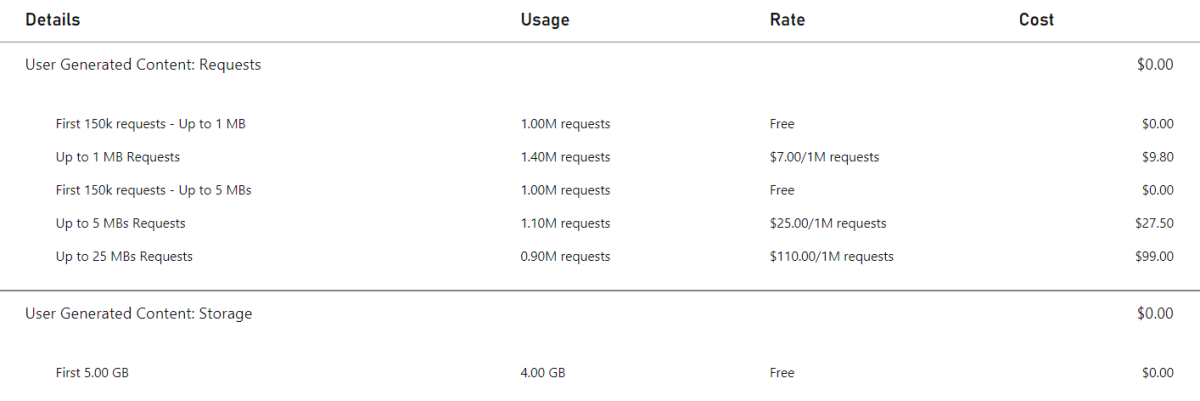 Details Usage Rate Cost
User Generated Content: Requests $0.00
First 150k requests - Up to 1 MB 1.00M requests Free $0.00
Up to 1 MB Requests 1.40M requests $7.00/1M requests $9.80
First 150k requests - Up to 5 MBs 1.00M requests Free $0.00
Up to 5 MBs Requests 1.10M requests $25.00/1M requests $27.50
Up to 25 MBs Requests 0.90M requests $110.00/1M requests $99.00
User Generated Content: Storage $0.00
First 5.00 GB 4.00 GB Free $0.00